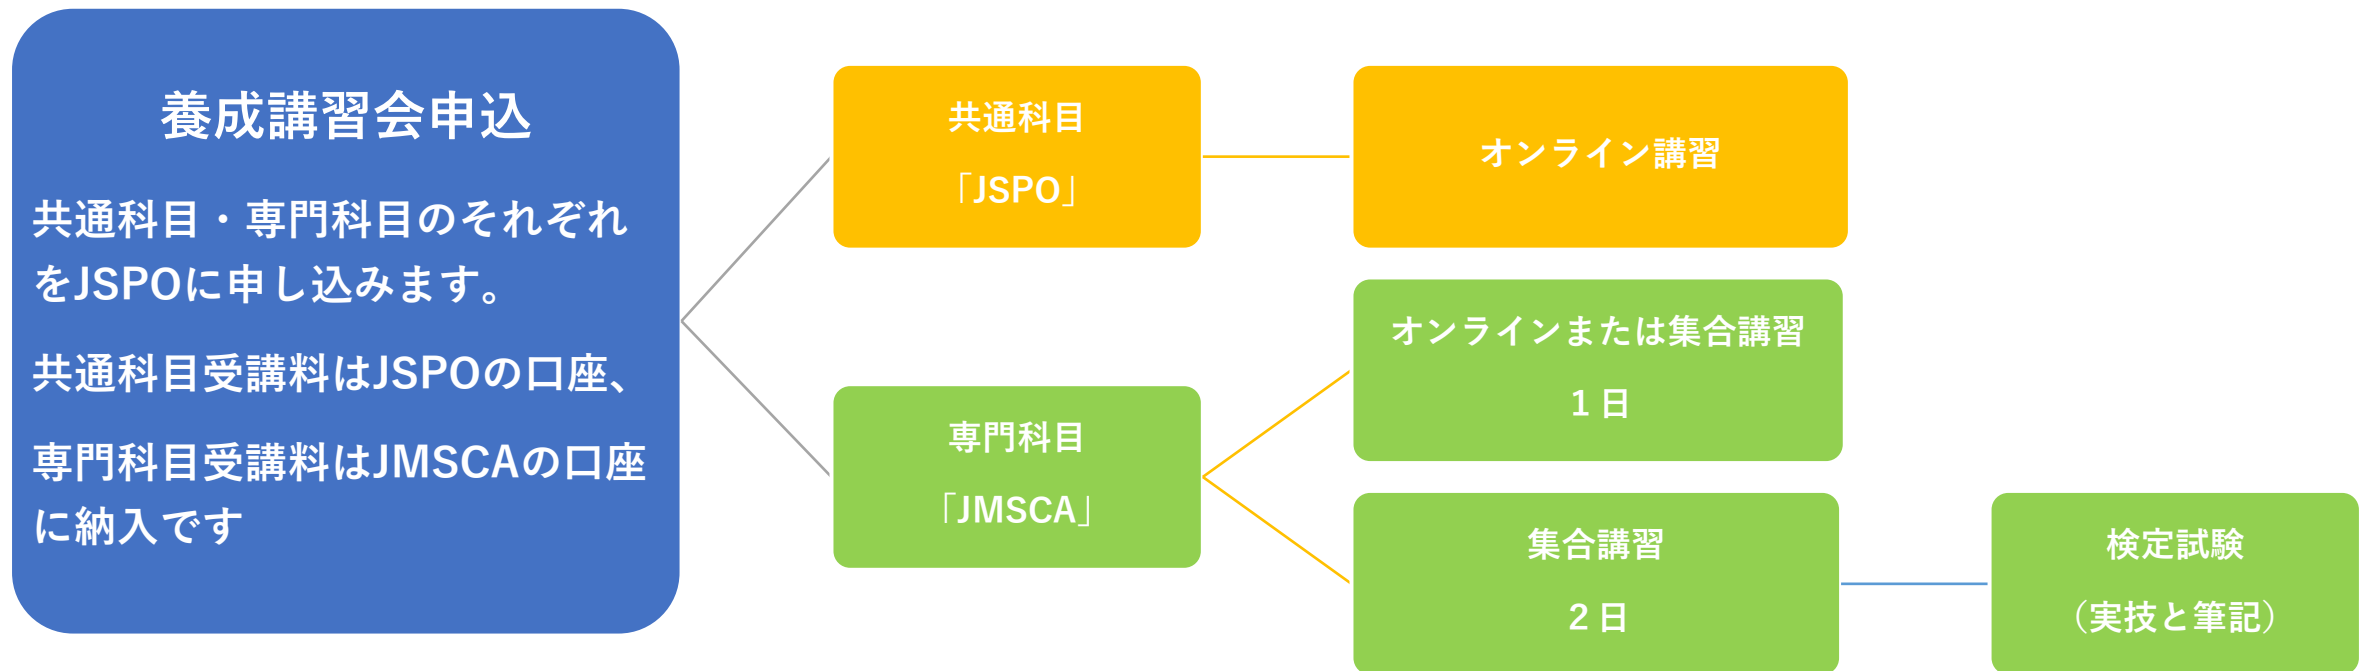 養成講習会申込
共通科目・専門科目のそれぞれ
をJSPOに申し込みます。
共通科目受講料はJSPOの口座、
専門科目受講料はJMSCAの口座
に納入です
共通科目
「JSPO」
オンライン講習
専門科目
「JMSCA」
オンラインまたは集合講習
1 日
集合講習
2 日
検定試験
（実技と筆記）